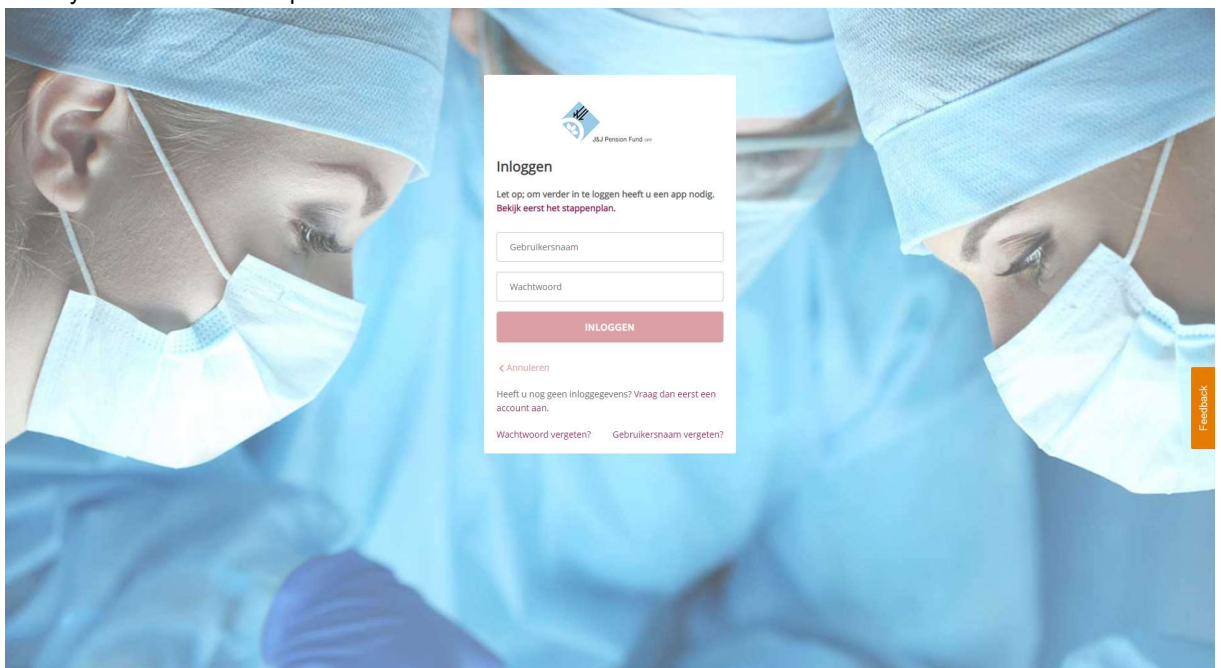 J&J Pension Fund OFP
Inloggen
Let op; om verder in te loggen heeft u een app nodig.
Bekijk eerst het stappenplan.
Gebruikersnaam
Wachtwoord
INLOGGEN
< Annuleren
Heeft u nog geen inloggegevens? Vraag dan eerst een
account aan.
Wachtwoord vergeten? Gebruikersnaam vergeten?
Feedback